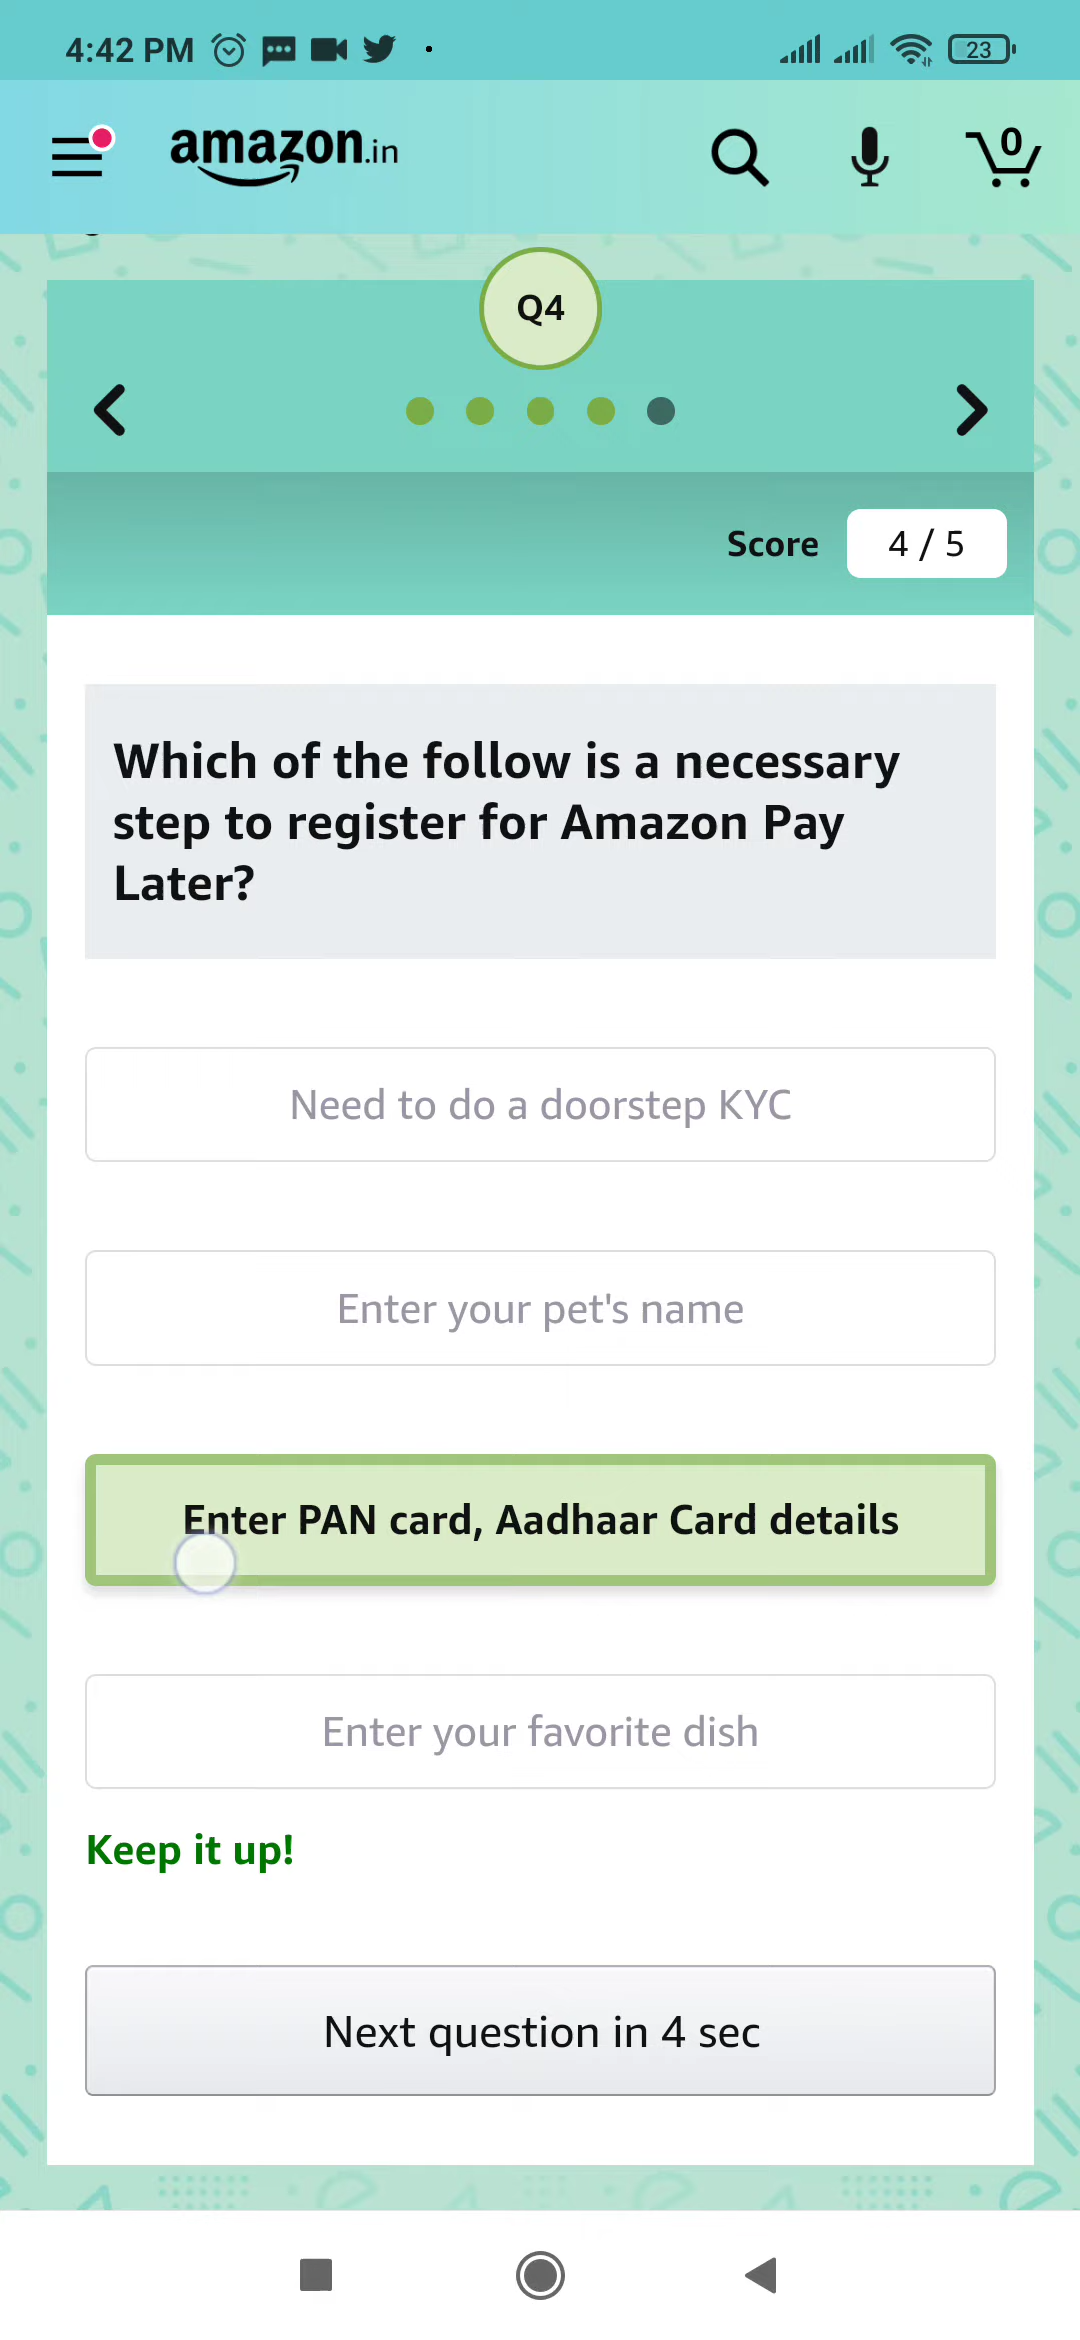 4:42 PM
23
amazon.in
0
Q4
Score 4 / 5
Which of the follow is a necessary
step to register for Amazon Pay
Later?
Need to do a doorstep KYC
Enter your pet's name
Enter PAN card, Aadhaar Card details
Enter your favorite dish
Keep it up!
Next question in 4 sec